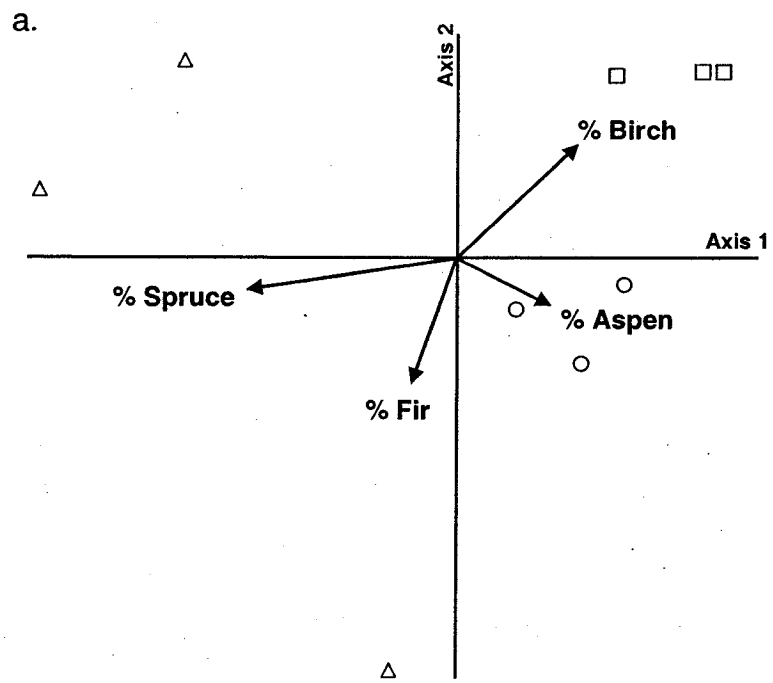 a.
Axis 2
% Birch
Axis 1
% Spruce
% Aspen
% Fir